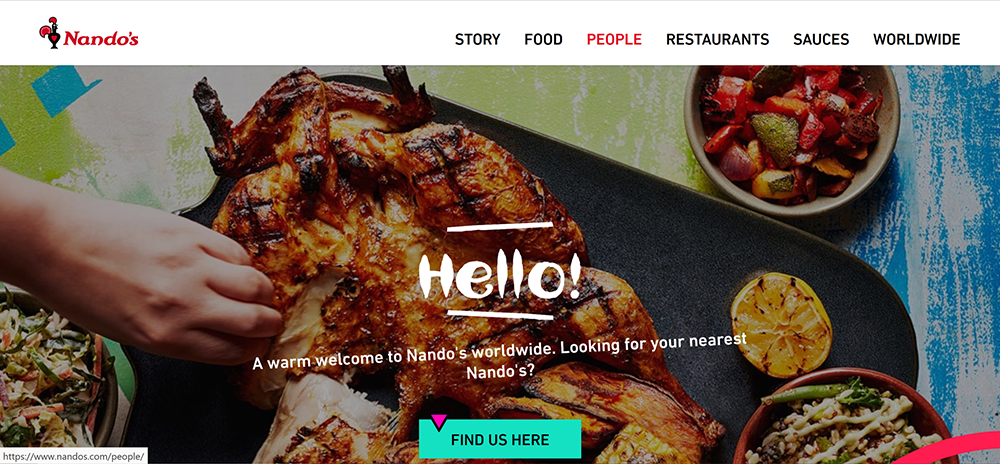 Nando's
STORY FOOD PEOPLE RESTAURANTS SAUCES WORLDWIDE
Hello!
A warm welcome to Nando's worldwide. Looking for your nearest
Nando's?
FIND US HERE
https://www.nandos.com/people/